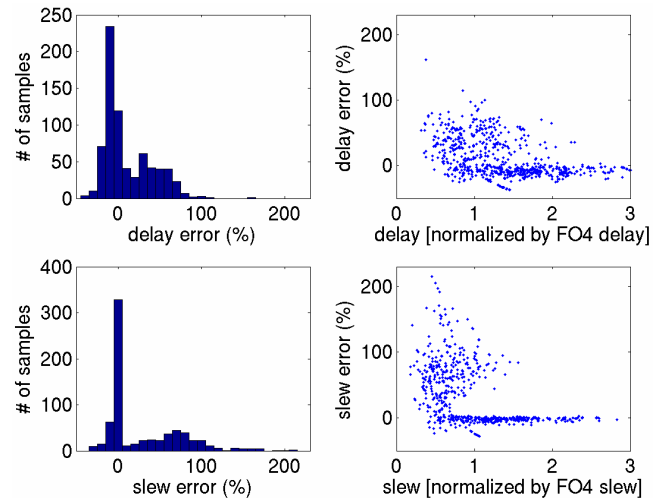 250
200
150
100
50
0
# of samples
0 100 200
delay error (%)
200
100
0
delay error (%)
0 1 2 3
delay [normalized by FO4 delay]
400
300
200
100
0
# of samples
0 100 200
slew error (%)
200
100
0
slew error (%)
0 1 2 3
slew [normalized by FO4 slew]